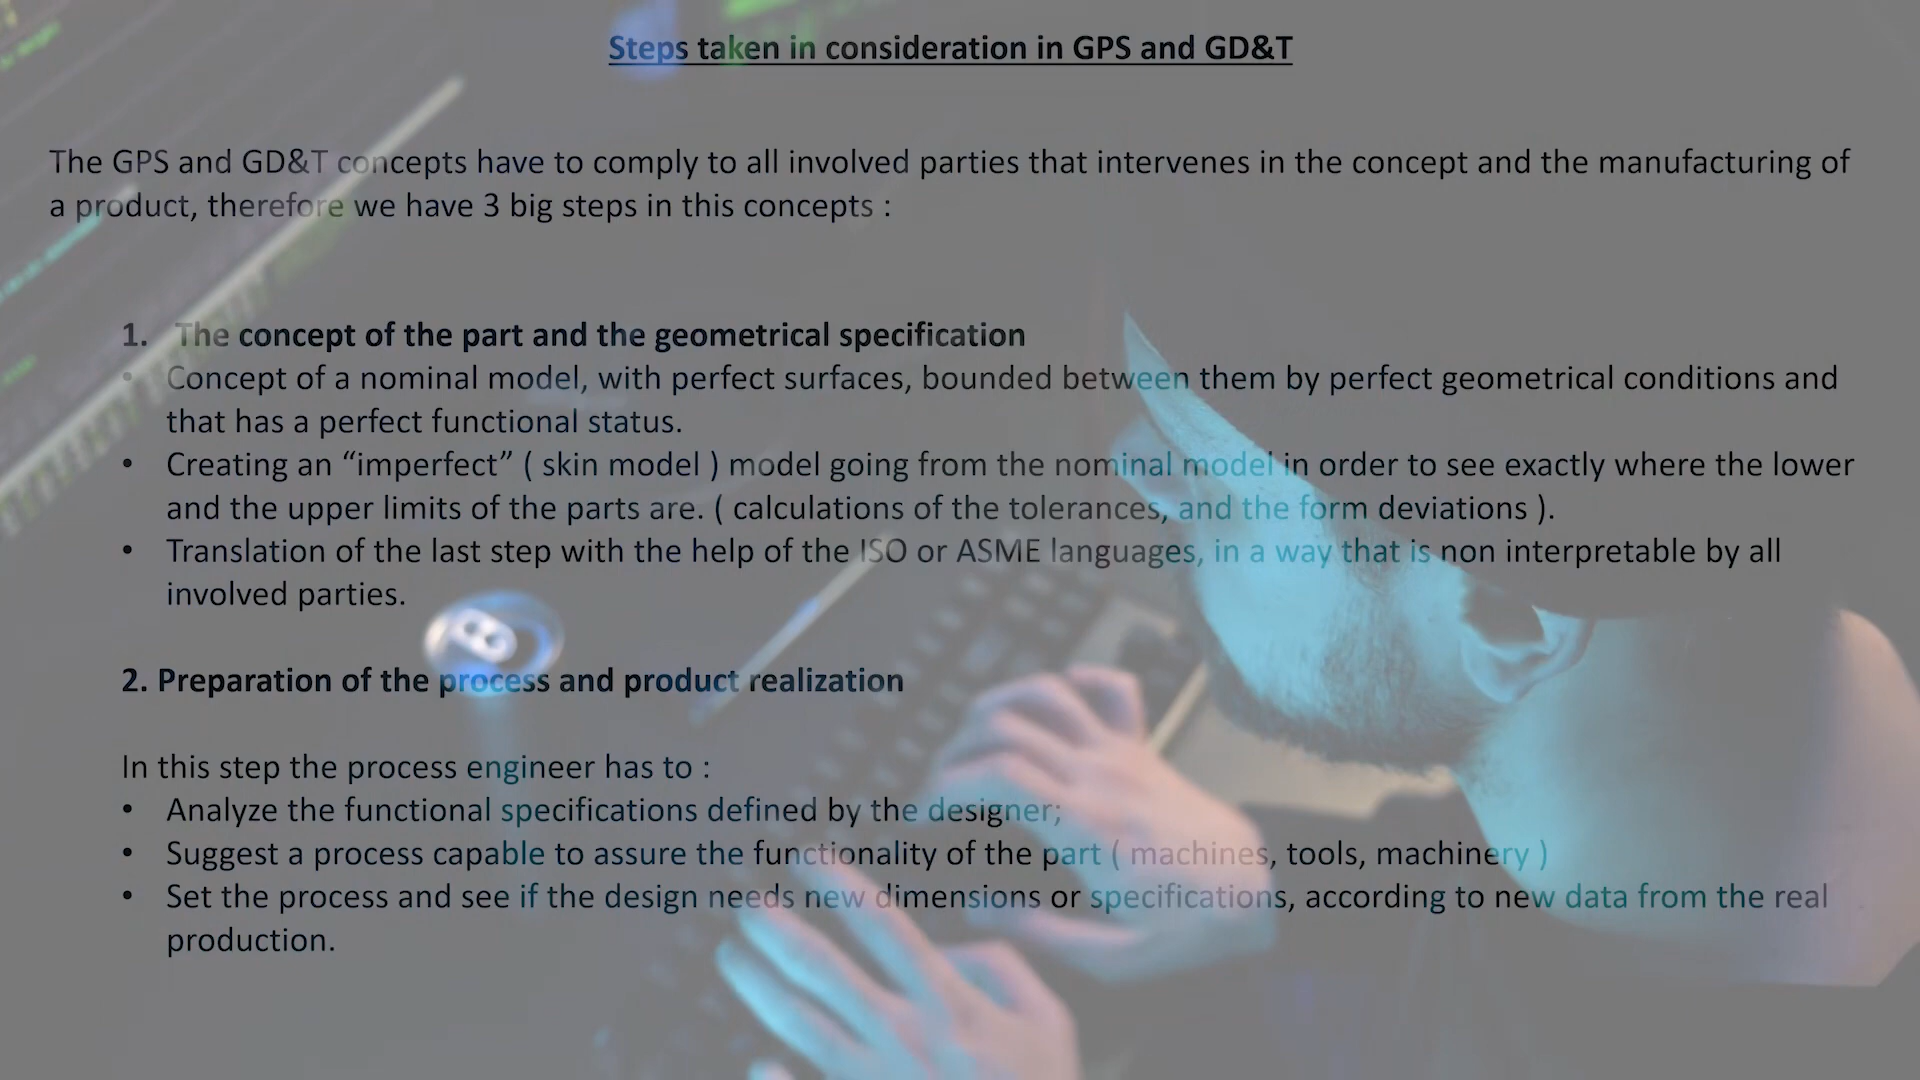 Steps taken in consideration in GPS and GD&T
The GPS and GD&T concepts have to comply to all involved parties that intervenes in the concept and the manufacturing of
a product, therefore we have 3 big steps in this concepts :
1. The concept of the part and the geometrical specification
• Concept of a nominal model, with perfect surfaces, bounded between them by perfect geometrical conditions and
that has a perfect functional status.
• Creating an “imperfect” ( skin model ) model going from the nominal model in order to see exactly where the lower
and the upper limits of the parts are. ( calculations of the tolerances, and the form deviations ).
• Translation of the last step with the help of the ISO or ASME languages, in a way that is non interpretable by all
involved parties.
2. Preparation of the process and product realization
In this step the process engineer has to :
• Analyze the functional specifications defined by the designer;
• Suggest a process capable to assure the functionality of the part ( machines, tools, machinery )
• Set the process and see if the design needs new dimensions or specifications, according to new data from the real
production.